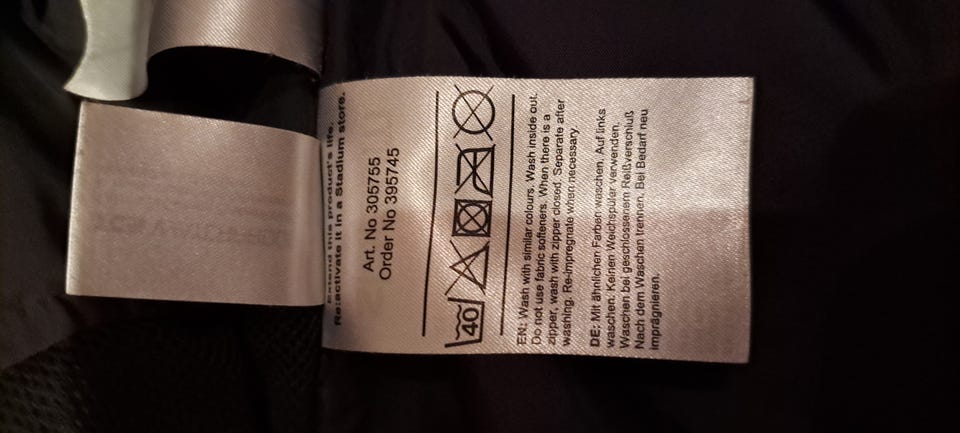 Extend this product's life.
Re:activate it in a Stadium store.
Art. No 305755
Order No 395745
40
EN: Wash with similar colours. Wash inside out.
Do not use fabric softeners. When there is a
zipper, wash with zipper closed. Separate after
washing. Re-impregnate when necessary.
DE: Mit ähnlichen Farben waschen. Auf links
waschen. Keinen Weichspüler verwenden.
Waschen bei geschlossenem Reißverschluß
Nach dem Waschen trennen. Bei Bedarf neu
imprägnieren.